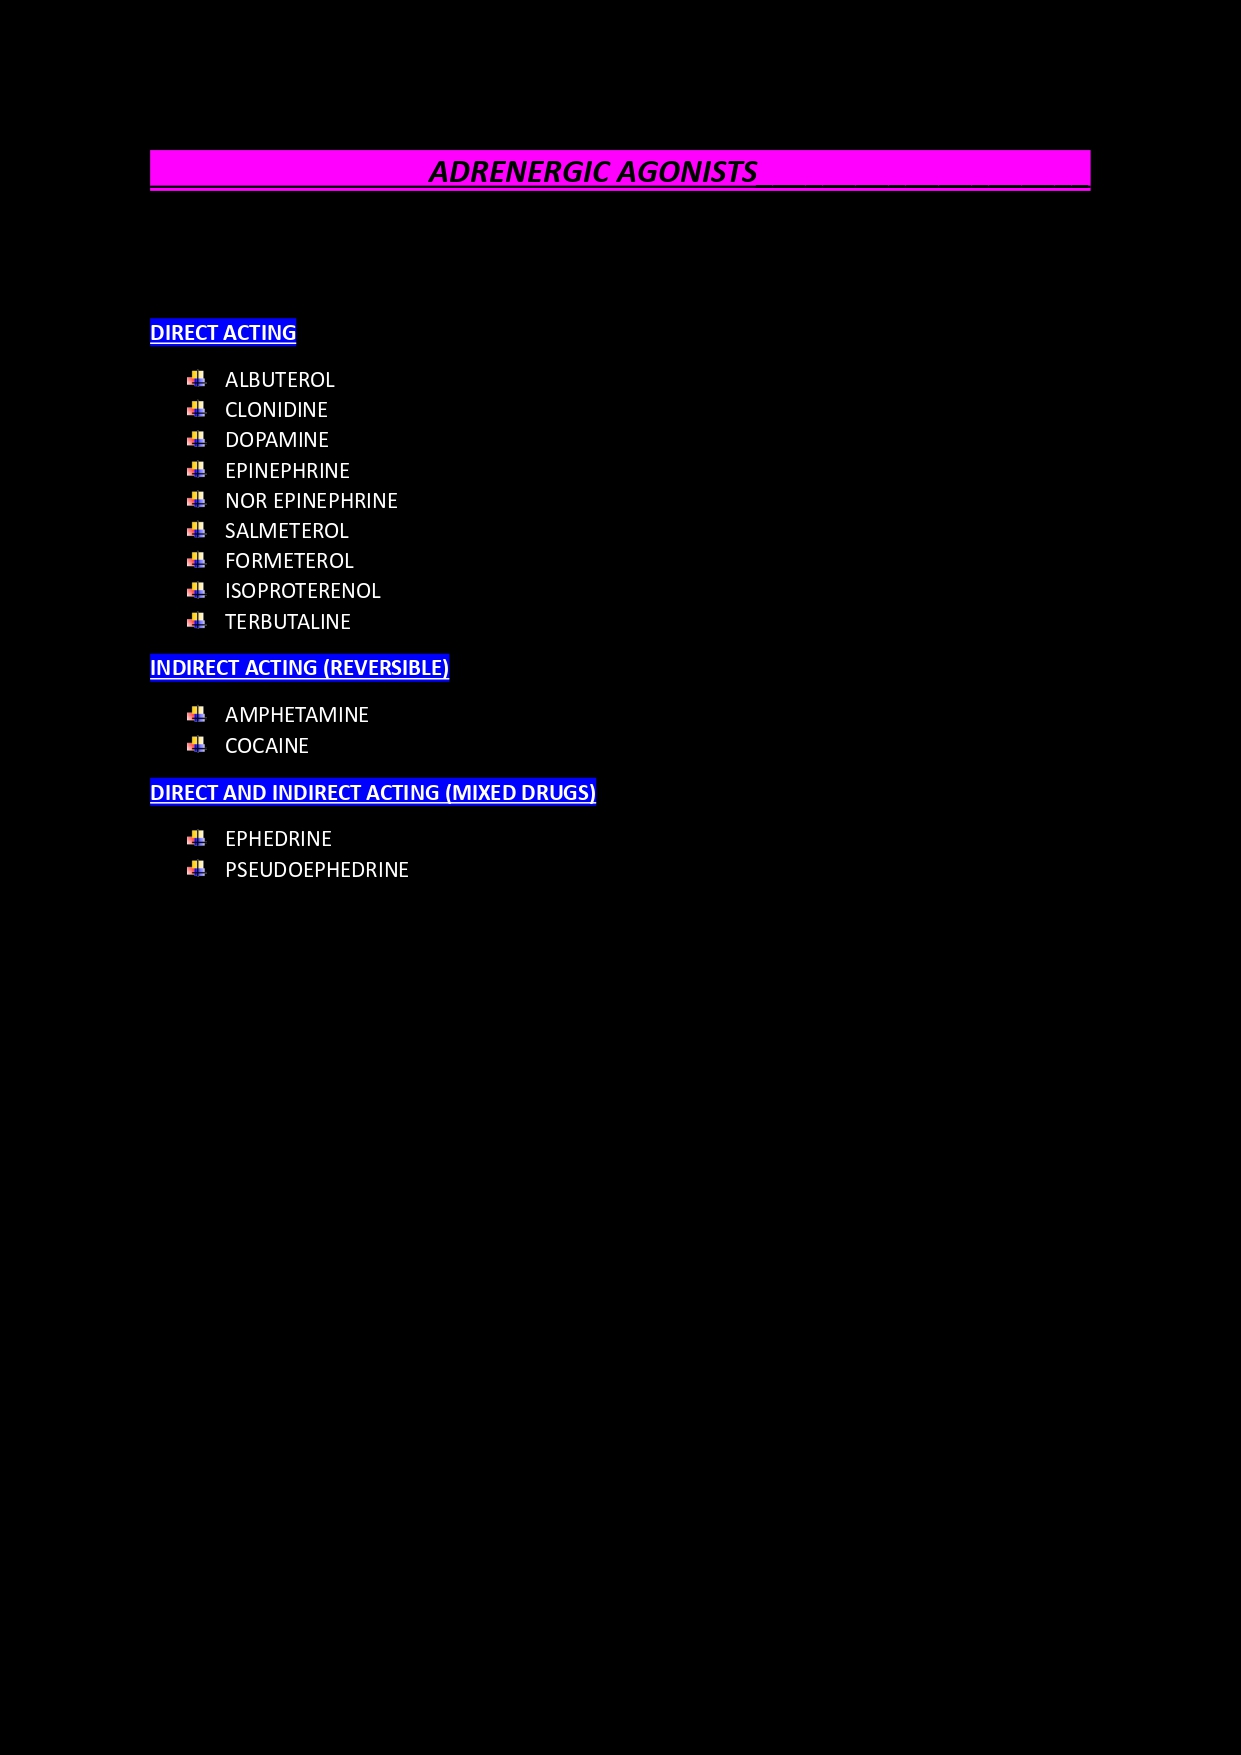 ADRENERGIC AGONISTS
DIRECT ACTING
ALBUTEROL
CLONIDINE
DOPAMINE
EPINEPHRINE
NOR EPINEPHRINE
SALMETEROL
FORMETEROL
ISOPROTERENOL
TERBUTALINE
INDIRECT ACTING (REVERSIBLE)
AMPHETAMINE
COCAINE
DIRECT AND INDIRECT ACTING (MIXED DRUGS)
EPHEDRINE
PSEUDOEPHEDRINE